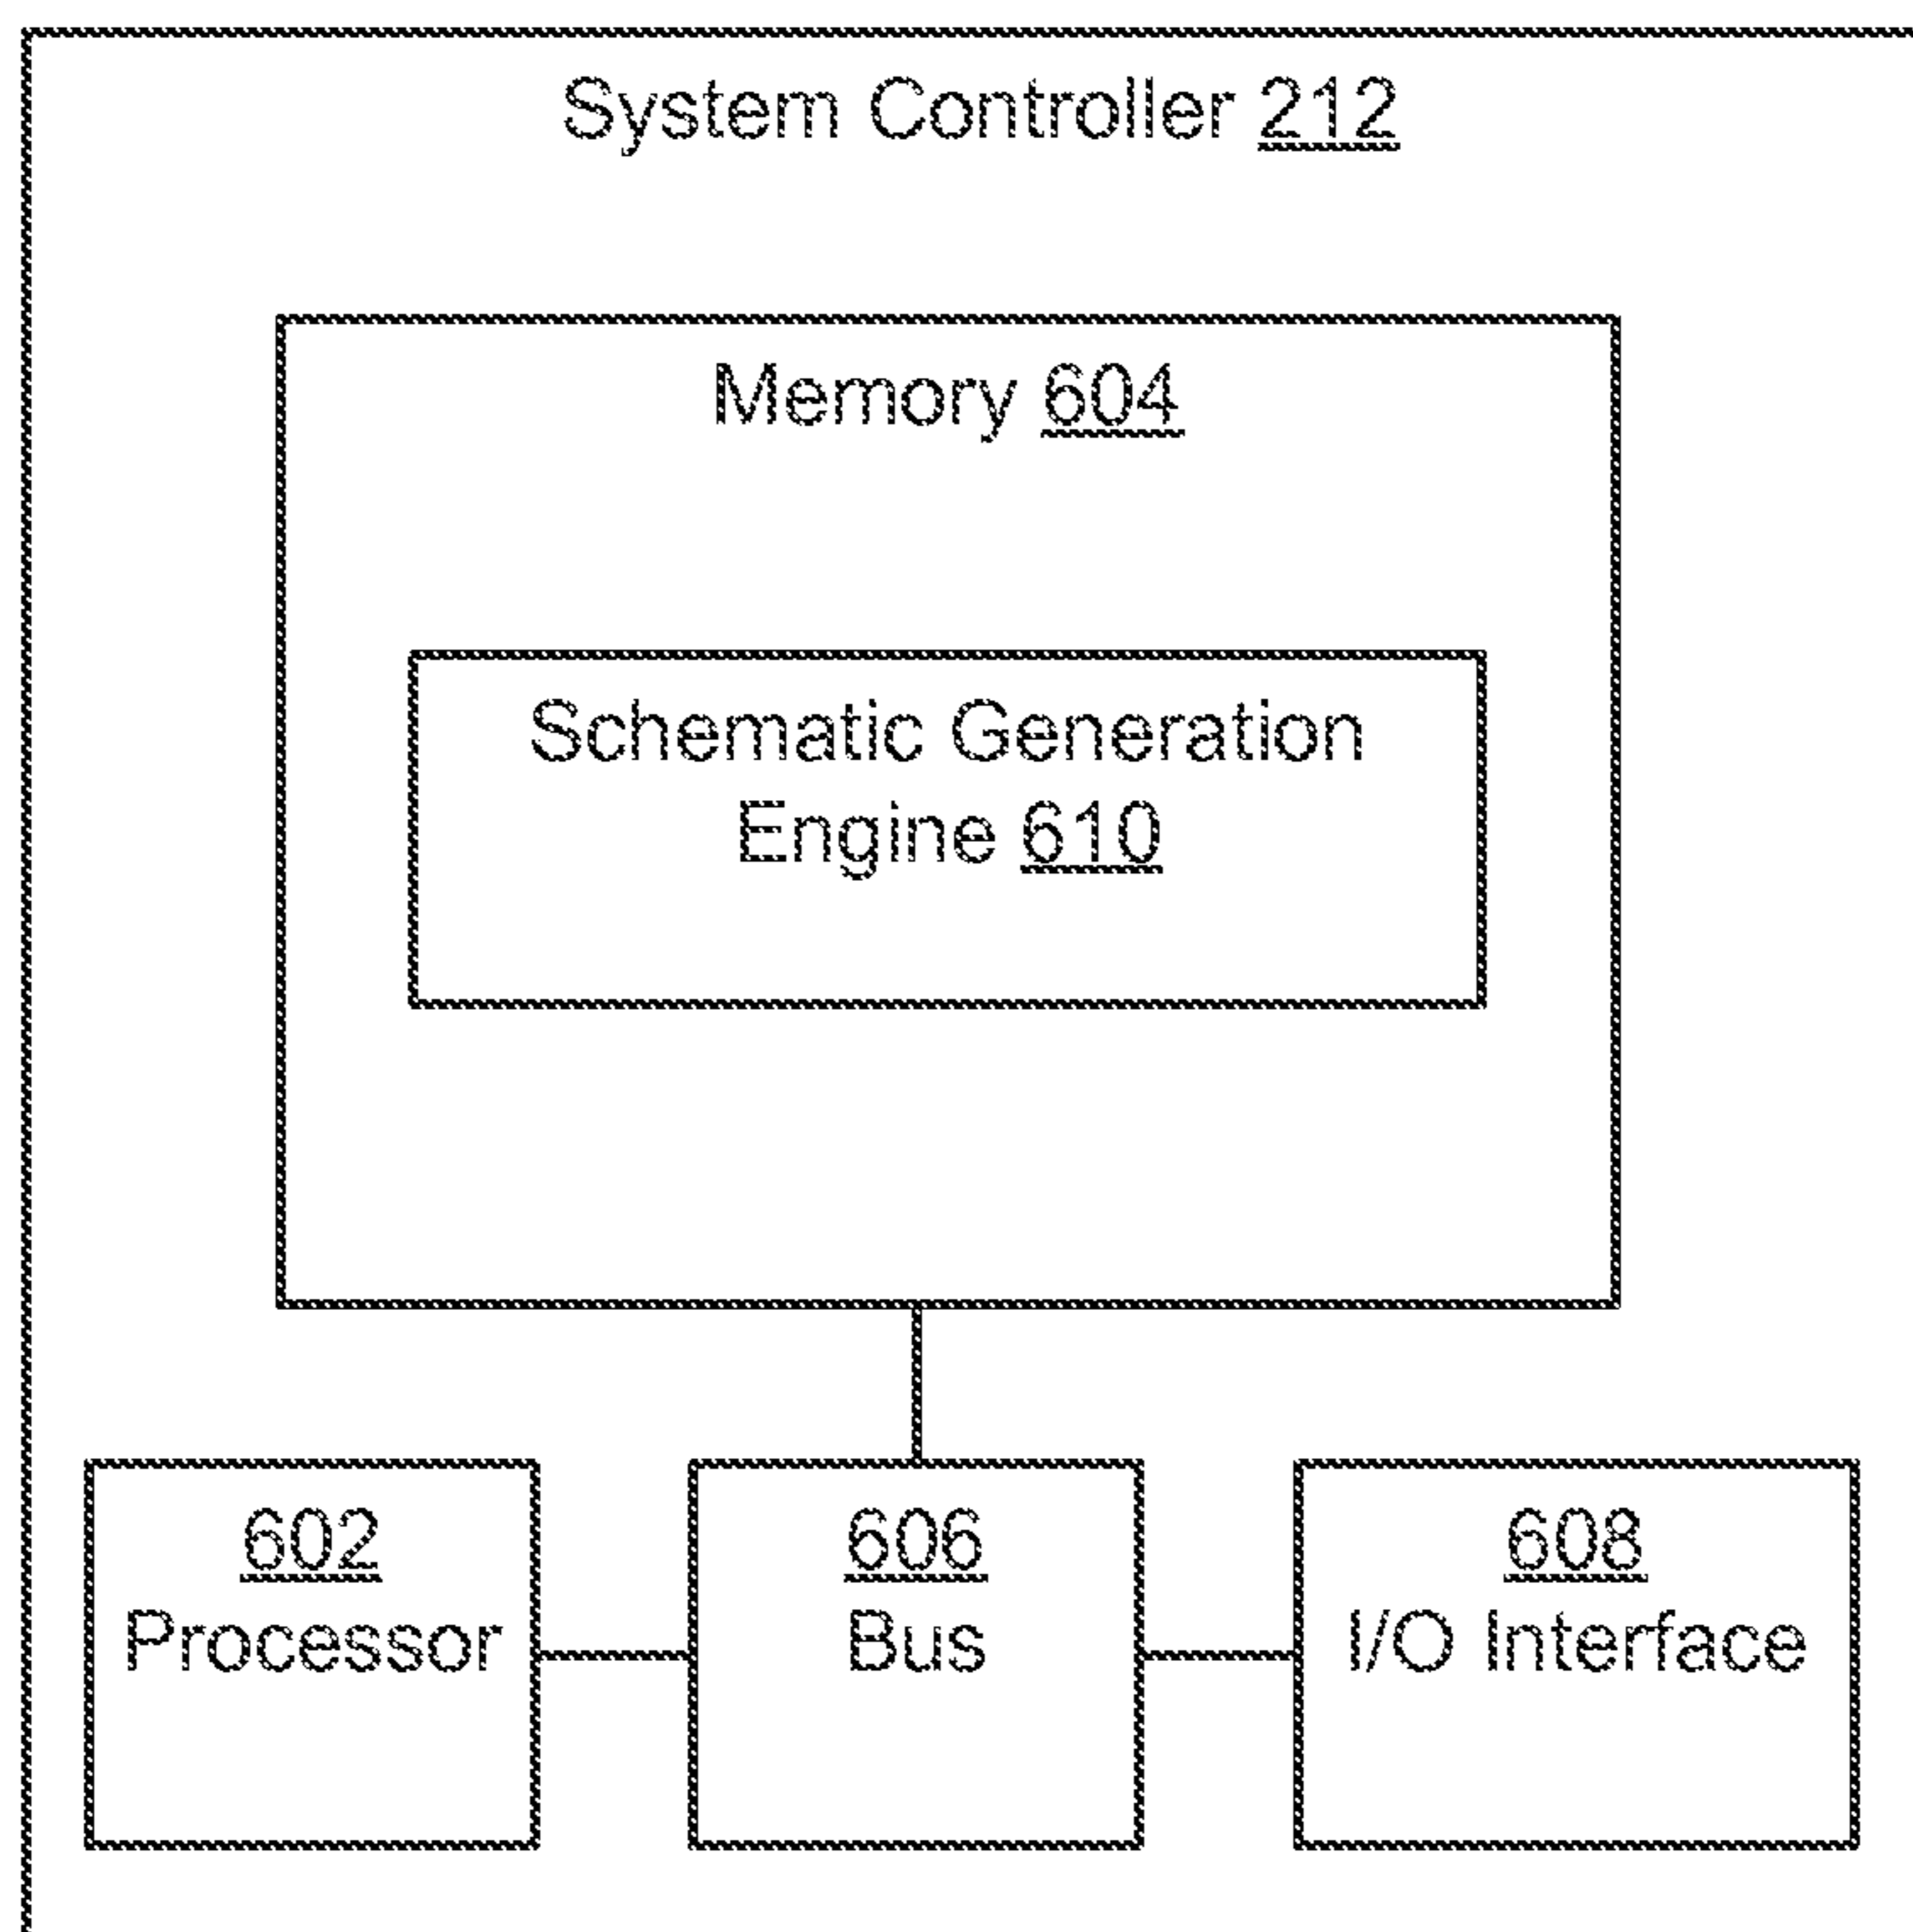 System Controller 212
Memory 604
Schematic Generation
Engine 610
602
Processor
606
Bus
608
I/O Interface